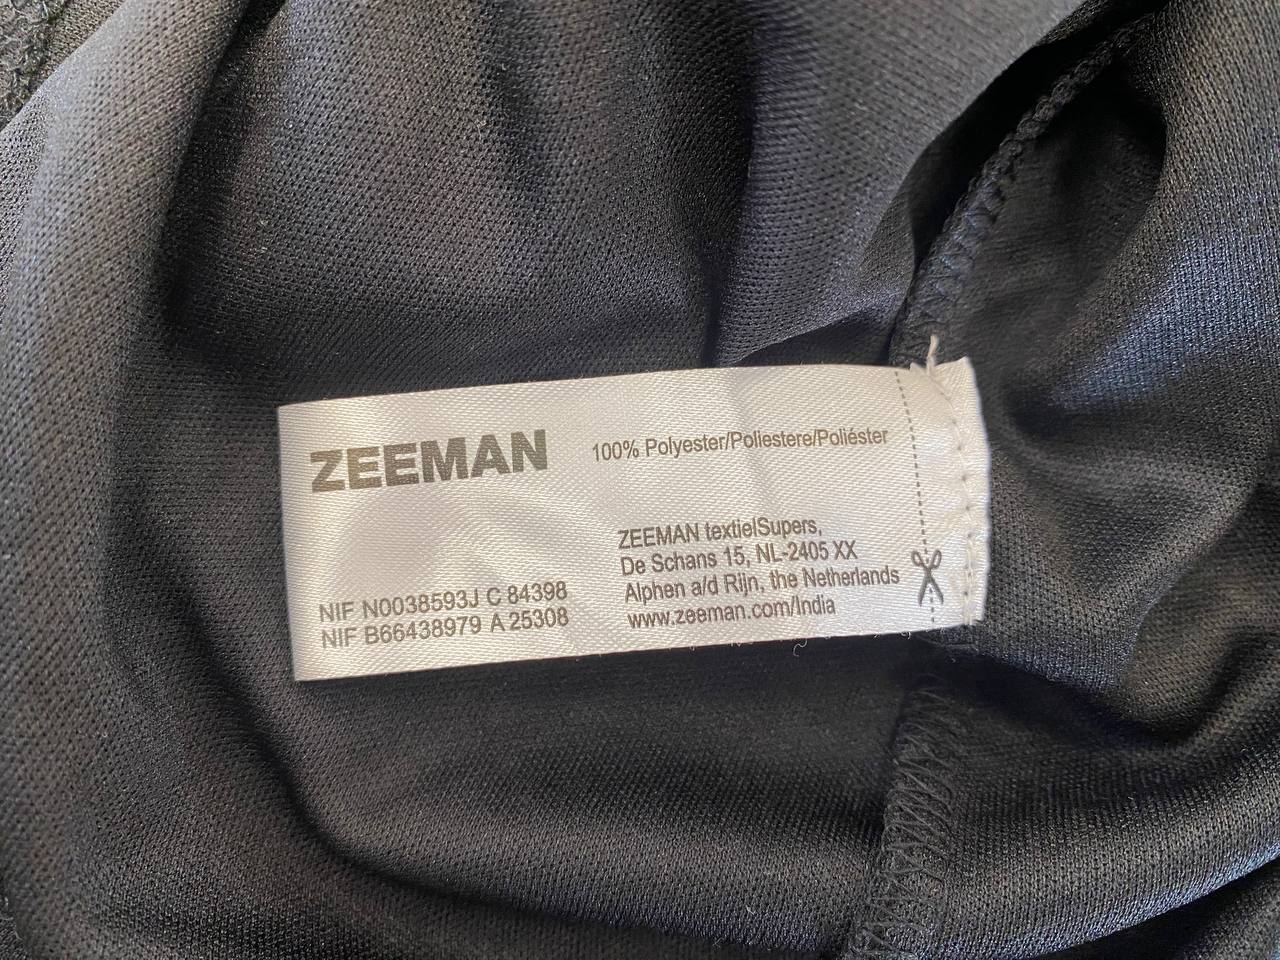 ZEEMAN
100% Polyester/Poliestere/Poliéster
ZEEMAN textielSupers,
De Schans 15, NL-2405 XX
Alphen a/d Rijn, the Netherlands
www.zeeman.com/India
NIF N0038593J C 84398
NIF B66438979 A 25308